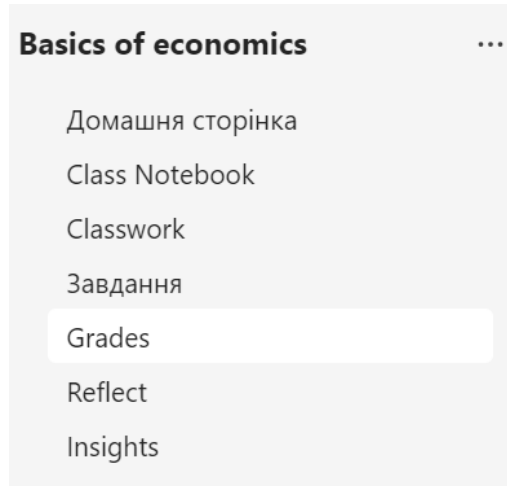 Basics of economics ...
Домашня сторінка
Class Notebook
Classwork
Завдання
Grades
Reflect
Insights